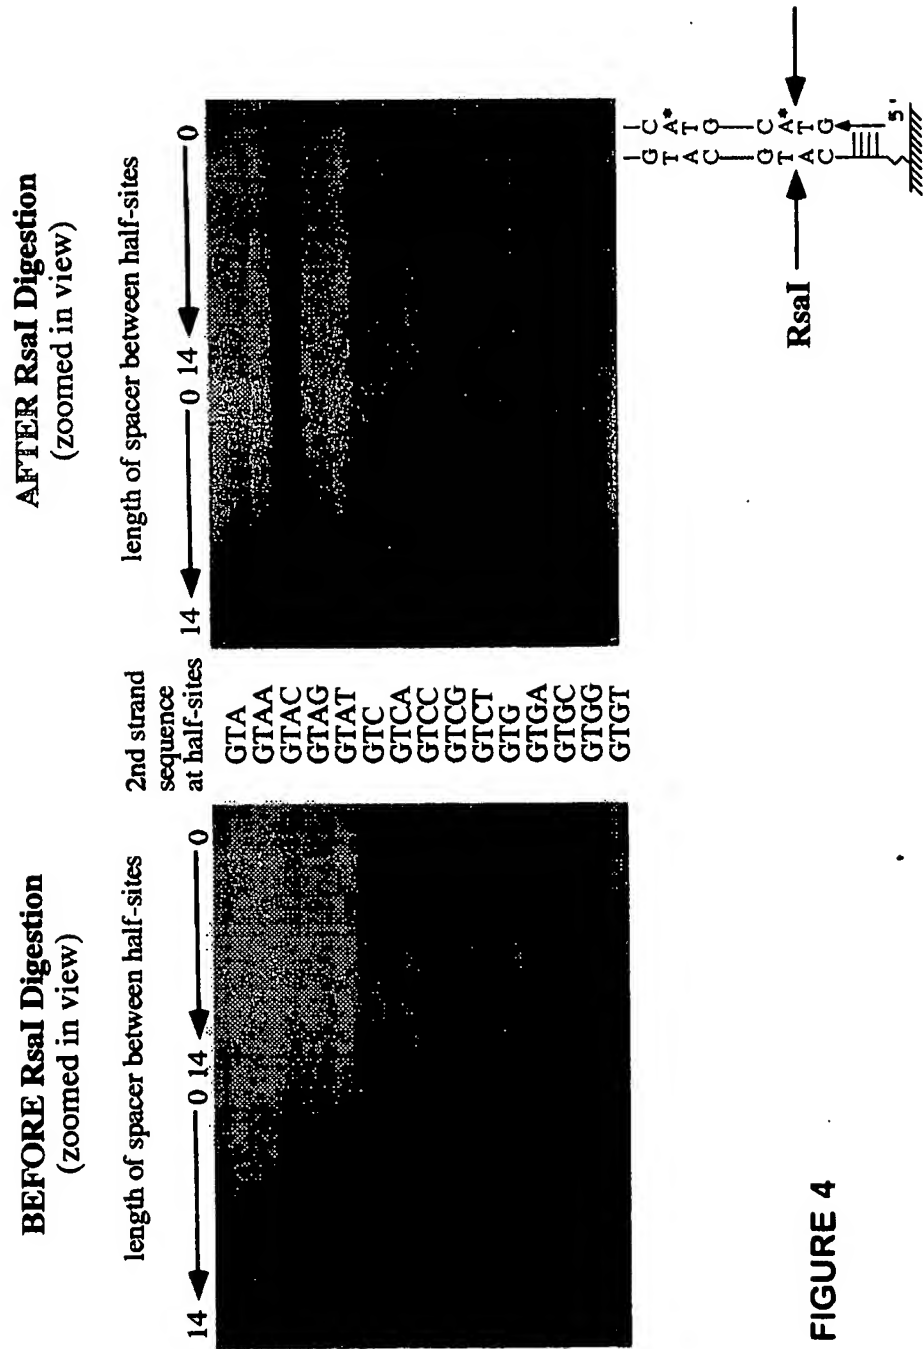 BEFORE RsaI Digestion
(zoomed in view)
length of spacer between half-sites
14 0 14 0
2nd strand
sequence
at half-sites
GTA
GTAA
GTAC
GTAG
GTAT
GTC
GTCA
GTCC
GTCG
GTCT
GTG
GTGA
GTGC
GTGG
GTGT
AFTER RsaI Digestion
(zoomed in view)
length of spacer between half-sites
14 0 14 0
RsaI
G C
T A*
A T
C G
G C
T A*
A T
C G
5'
FIGURE 4